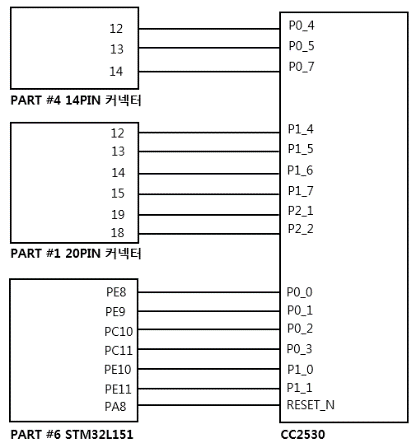 12 P0_4
13 P0_5
14 P0_7
PART #4 14PIN 커넥터
12 P1_4
13 P1_5
14 P1_6
15 P1_7
19 P2_1
18 P2_2
PART #1 20PIN 커넥터
PE8 P0_0
PE9 P0_1
PC10 P0_2
PC11 P0_3
PE10 P1_0
PE11 P1_1
PA8 RESET_N
PART #6 STM32L151 CC2530